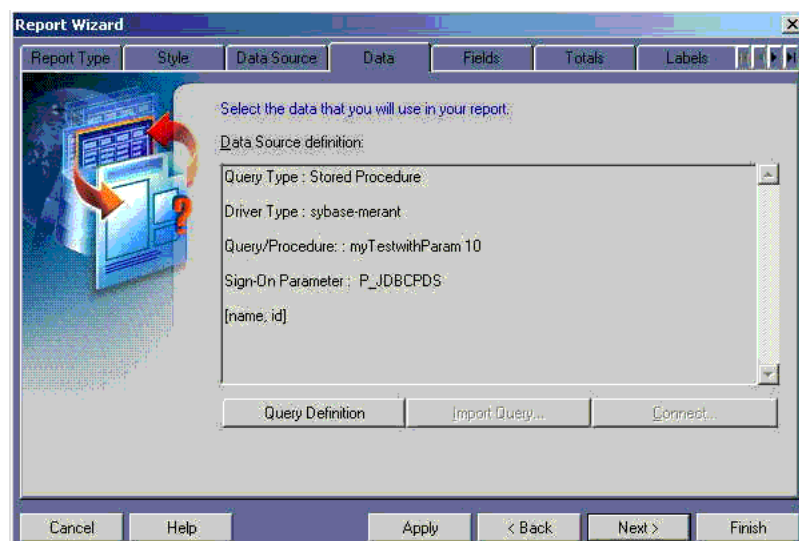 Report Wizard
Report Type Style Data Source Data Fields Totals Labels
Select the data that you will use in your report.
Data Source definition:
Query Type : Stored Procedure
Driver Type : sybase-merant
Query/Procedure: : myTestwithParam 10
Sign-On Parameter : P_JDBCPDS
[name, id]
Query Definition Import Query... Connect...
Cancel Help Apply < Back Next > Finish